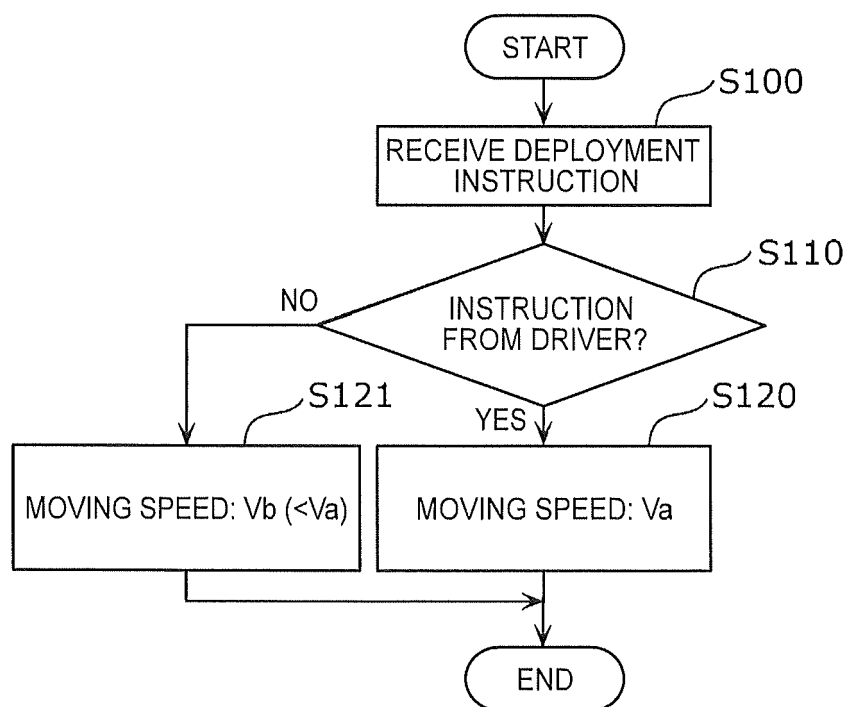 START
S100
RECEIVE DEPLOYMENT
INSTRUCTION
S110
INSTRUCTION
FROM DRIVER?
NO
YES
S121
MOVING SPEED: Vb (<Va)
S120
MOVING SPEED: Va
END